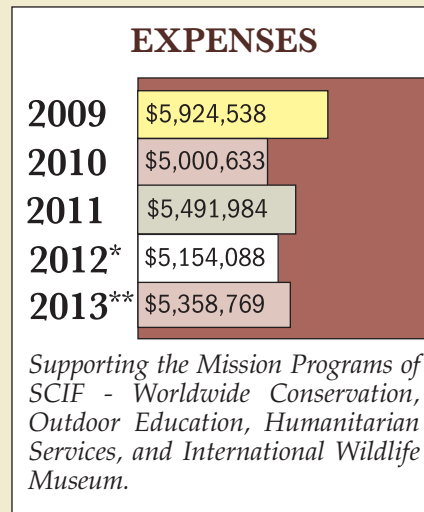 EXPENSES
2009 $5,924,538
2010 $5,000,633
2011 $5,491,984
2012* $5,154,088
2013** $5,358,769
Supporting the Mission Programs of
SCIF - Worldwide Conservation,
Outdoor Education, Humanitarian
Services, and International Wildlife
Museum.